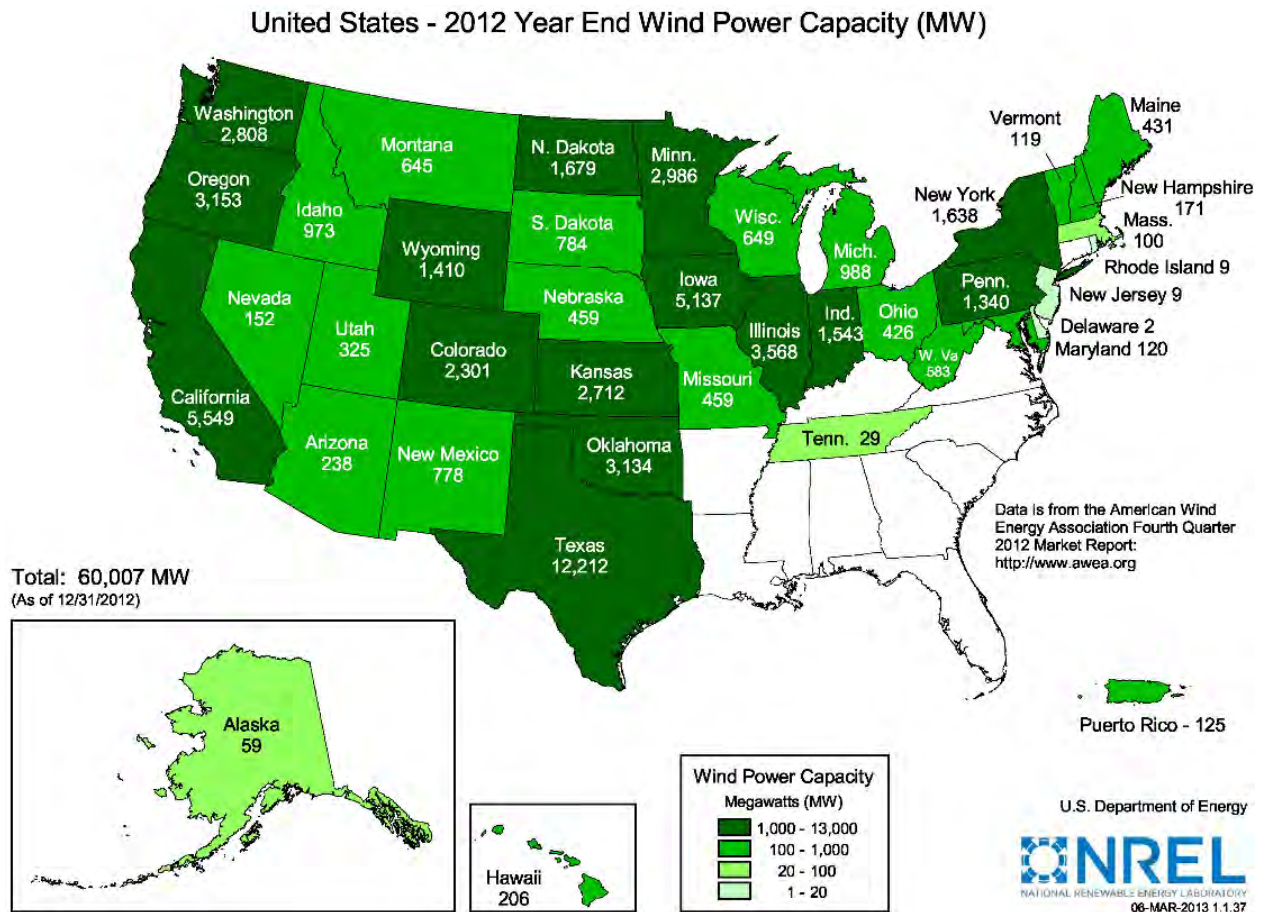 United States - 2012 Year End Wind Power Capacity (MW)
Washington
2,808
Oregon
3,153
California
5,549
Nevada
152
Idaho
973
Montana
645
Wyoming
1,410
Utah
325
Colorado
2,301
Arizona
238
New Mexico
778
N. Dakota
1,679
S. Dakota
784
Nebraska
459
Kansas
2,712
Oklahoma
3,134
Texas
12,212
Minn.
2,986
Iowa
5,137
Missouri
459
Wisc.
649
Illinois
3,568
Mich.
988
Ind.
1,543
Ohio
426
W. Va
583
Tenn. 29
Penn.
1,340
New York
1,638
Vermont
119
Maine
431
New Hampshire
171
Mass.
100
Rhode Island 9
New Jersey 9
Delaware 2
Maryland 120
Data is from the American Wind
Energy Association Fourth Quarter
2012 Market Report:
http://www.awea.org
Total: 60,007 MW
(As of 12/31/2012)
Alaska
59
Hawaii
206
Puerto Rico - 125
Wind Power Capacity
Megawatts (MW)
1,000 - 13,000
100 - 1,000
20 - 100
1 - 20
U.S. Department of Energy
NREL
NATIONAL RENEWABLE ENERGY LABORATORY
06-MAR-2013 1.1.37